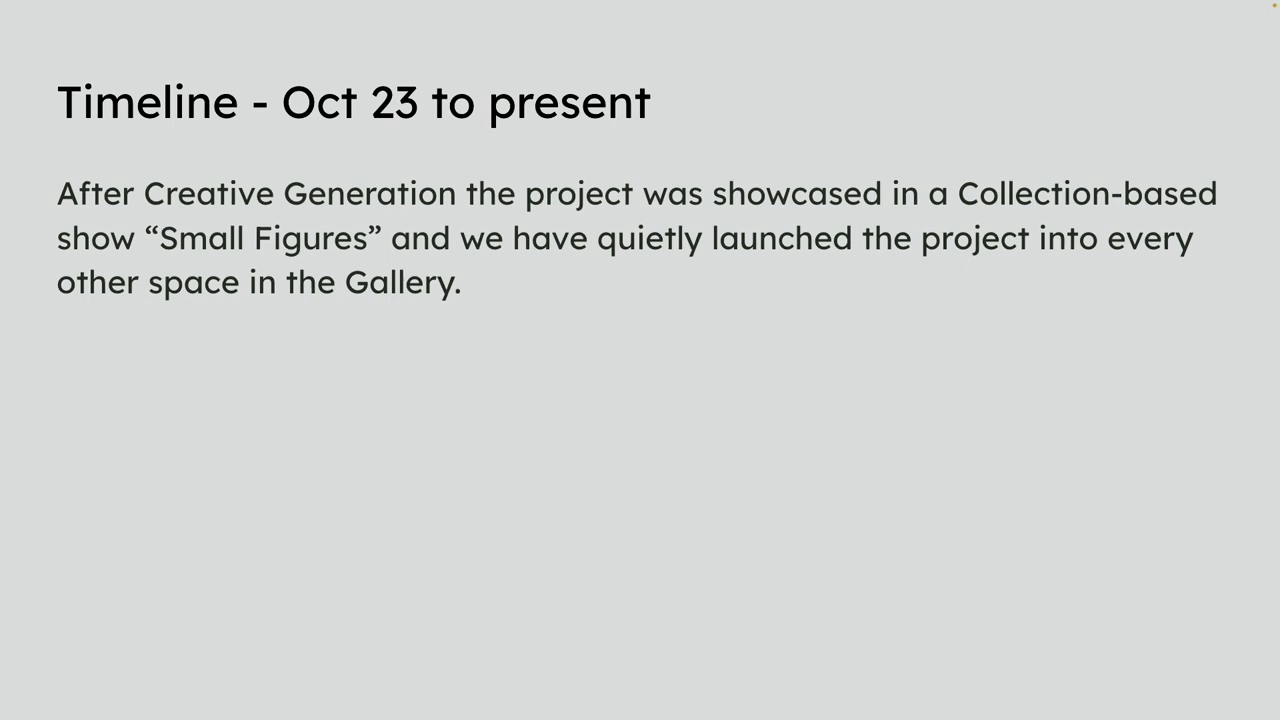 Timeline - Oct 23 to present
After Creative Generation the project was showcased in a Collection-based
show “Small Figures” and we have quietly launched the project into every
other space in the Gallery.